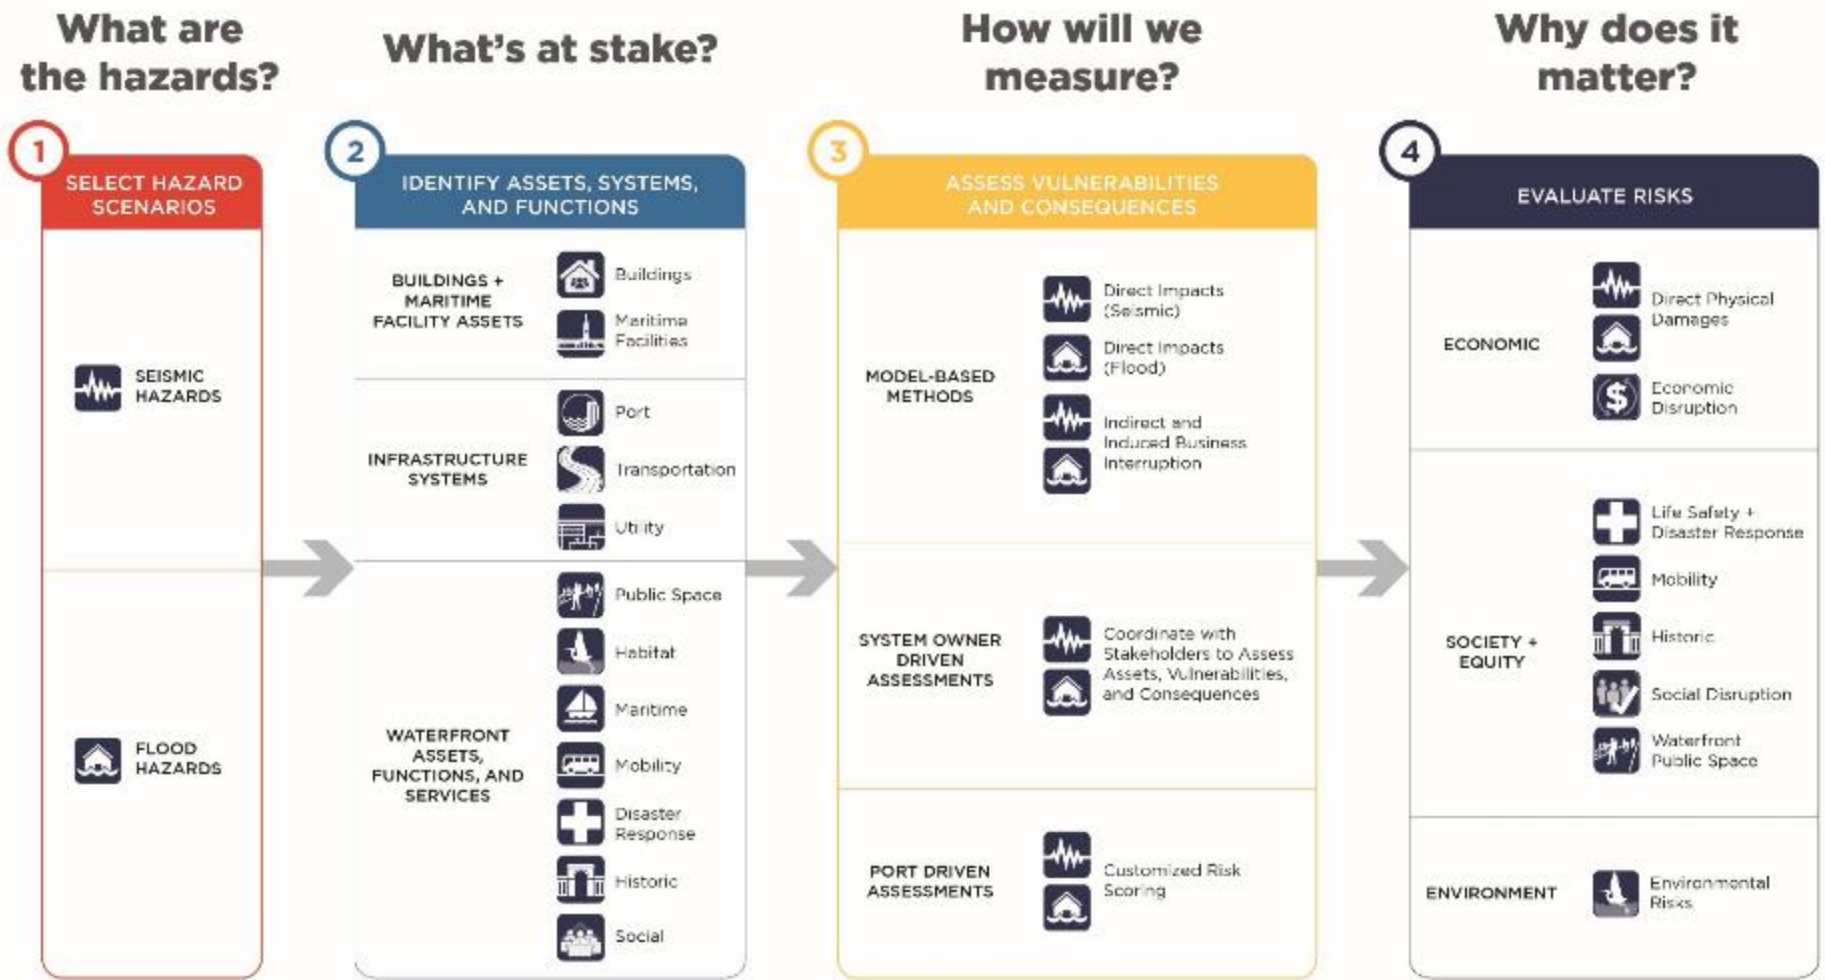 What are
the hazards?
What's at stake?
How will we
measure?
Why does it
matter?
1
SELECT HAZARD
SCENARIOS
SEISMIC
HAZARDS
FLOOD
HAZARDS
2
IDENTIFY ASSETS, SYSTEMS,
AND FUNCTIONS
BUILDINGS +
MARITIME
FACILITY ASSETS
Buildings
Maritime
Facilities
INFRASTRUCTURE
SYSTEMS
Port
Transportation
Utility
WATERFRONT
ASSETS,
FUNCTIONS, AND
SERVICES
Public Space
Habitat
Maritime
Mobility
Disaster
Response
Historic
Social
3
ASSESS VULNERABILITIES
AND CONSEQUENCES
MODEL-BASED
METHODS
Direct Impacts
(Seismic)
Direct Impacts
(Flood)
Indirect and
Induced Business
Interruption
SYSTEM OWNER
DRIVEN
ASSESSMENTS
Coordinate with
Stakeholders to Assess
Assets, Vulnerabilities,
and Consequences
PORT DRIVEN
ASSESSMENTS
Customized Risk
Scoring
4
EVALUATE RISKS
ECONOMIC
Direct Physical
Damages
$
Economic
Disruption
SOCIETY +
EQUITY
Life Safety +
Disaster Response
Mobility
Historic
Social Disruption
Waterfront
Public Space
ENVIRONMENT
Environmental
Risks